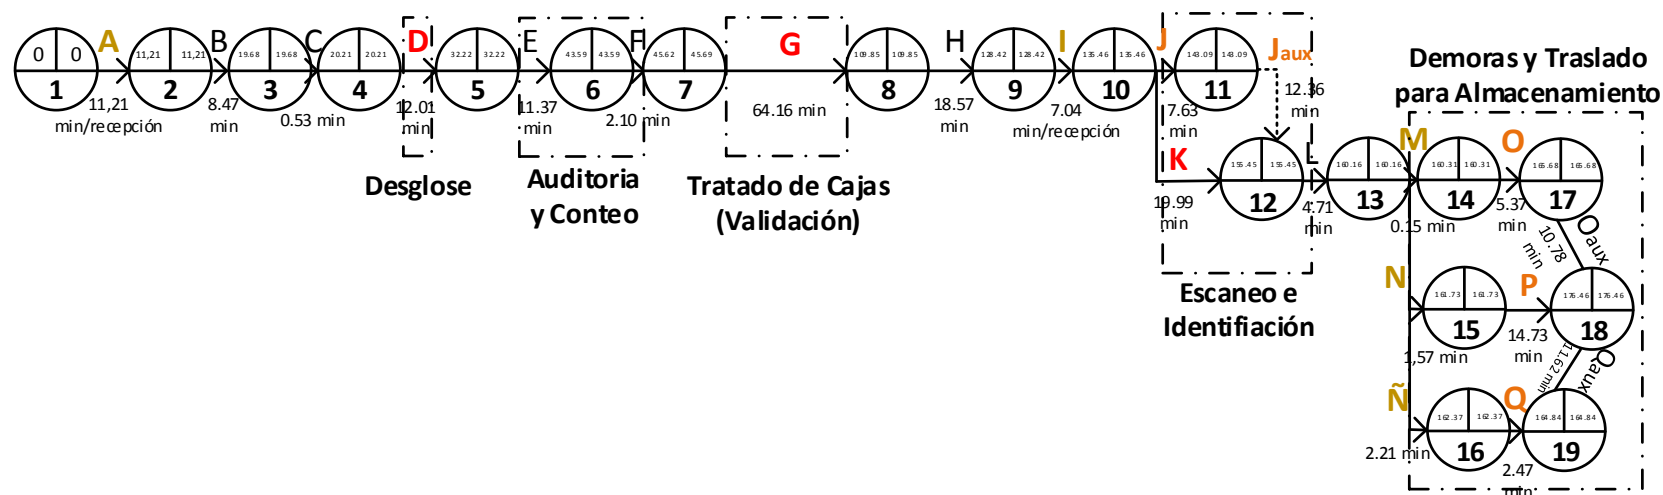 0 0
1
A
11,21
min/recepción
11,21 11,21
2
B
8.47
min
19.68 19.68
3
C
0.53 min
20.21 20.21
4
D
12.01
min
Desglose
32.22 32.22
5
E
11.37
min
43.59 43.59
6
Auditoria
y Conteo
F
2.10 min
45.62 45.69
7
G
64.16 min
Tratado de Cajas
(Validación)
109.85 109.85
8
H
18.57
min
128.42 128.42
9
I
7.04
min/recepción
135.46 135.46
10
J
7.63
min
143.09 143.09
11
Jaux
12.36
min
K
19.99
min
155.45 155.45
12
Escaneo e
Identifiación
L
4.71
min
160.16 160.16
13
Demoras y Traslado
para Almacenamiento
M
0.15 min
160.31 160.31
14
O
5.37
min
165.68 165.68
17
Oaux
10.78
min
N
1,57 min
161.73 161.73
15
P
14.73
min
176.46 176.46
18
Qaux
11.62 min
Ñ
2.21 min
162.37 162.37
16
Q
2.47
min
164.84 164.84
19